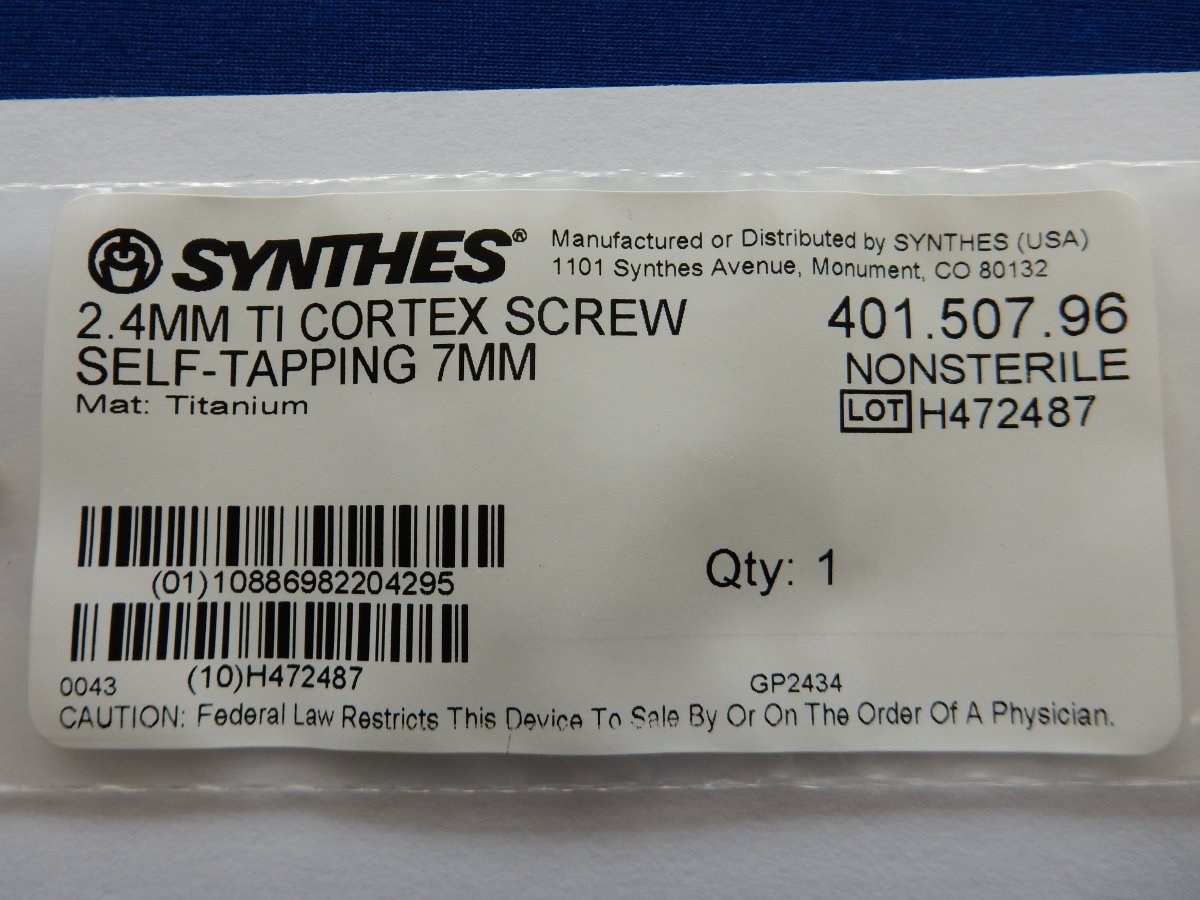 SYNTHES®
Manufactured or Distributed by SYNTHES (USA)
1101 Synthes Avenue, Monument, CO 80132
2.4MM TI CORTEX SCREW
SELF-TAPPING 7MM
Mat: Titanium
401.507.96
NONSTERILE
LOT H472487
(01)10886982204295
Qty: 1
(10)H472487
0043
GP2434
CAUTION: Federal Law Restricts This Device To Sale By Or On The Order Of A Physician.